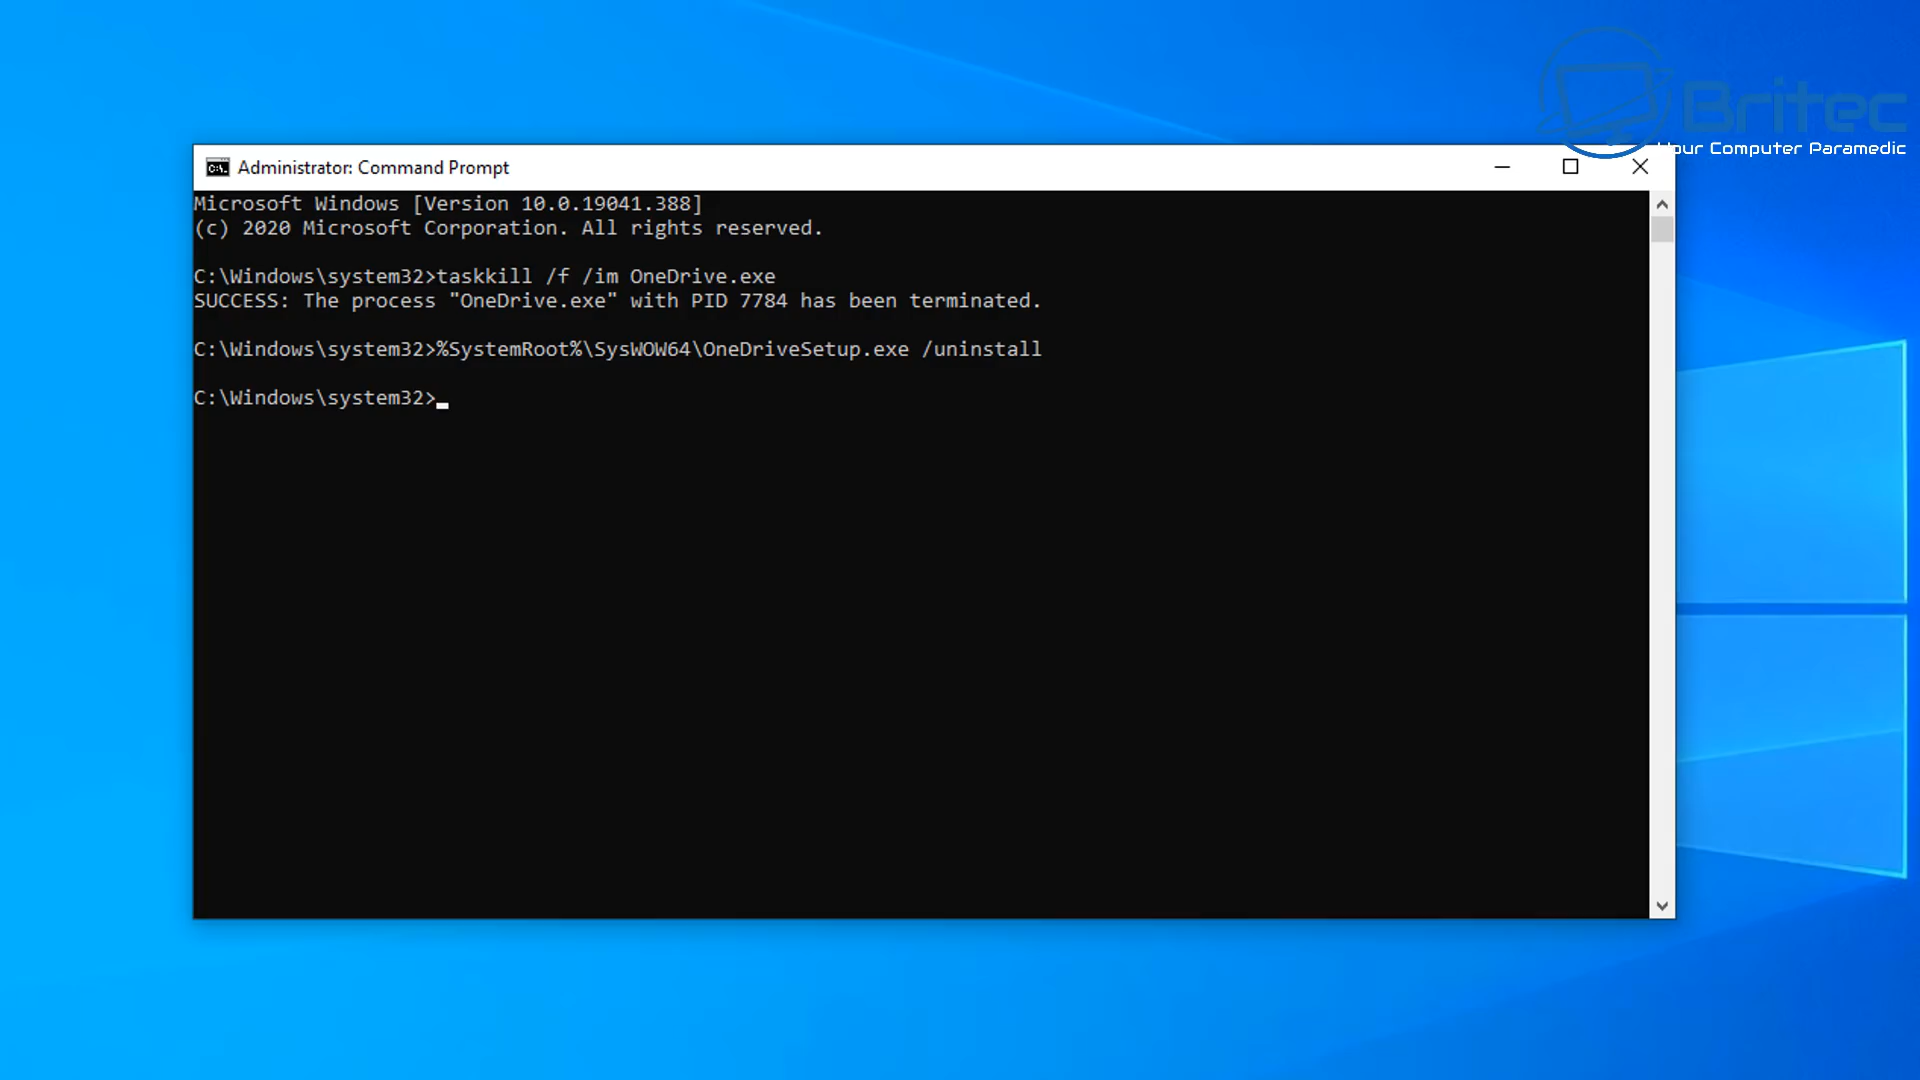 Britec
Your Computer Paramedic
Administrator: Command Prompt
Microsoft Windows [Version 10.0.19041.388]
(c) 2020 Microsoft Corporation. All rights reserved.
C:\Windows\system32>taskkill /f /im OneDrive.exe
SUCCESS: The process "OneDrive.exe" with PID 7784 has been terminated.
C:\Windows\system32>%SystemRoot%\SysWOW64\OneDriveSetup.exe /uninstall
C:\Windows\system32>